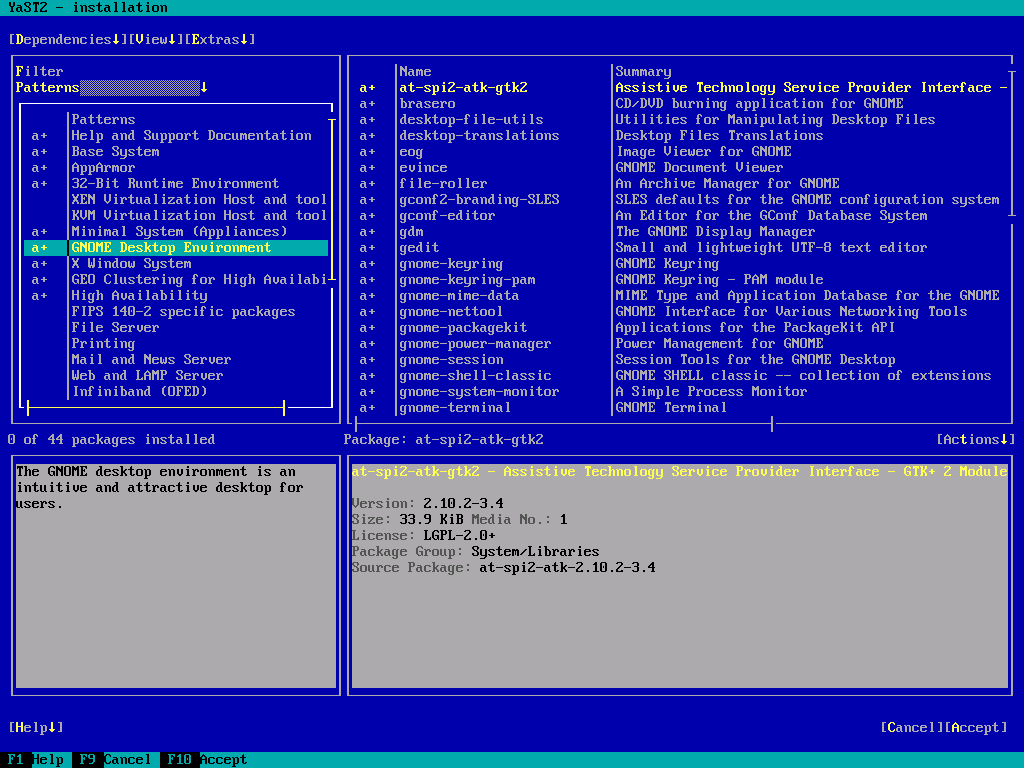 YaST2 - installation
[Dependencies↓][View↓][Extras↓]
Filter
Patterns↓
Patterns
a+ Help and Support Documentation
a+ Base System
a+ AppArmor
a+ 32-Bit Runtime Environment
XEN Virtualization Host and tool
KVM Virtualization Host and tool
a+ Minimal System (Appliances)
a+ GNOME Desktop Environment
a+ X Window System
a+ GEO Clustering for High Availabi
a+ High Availability
FIPS 140-2 specific packages
File Server
Printing
Mail and News Server
Web and LAMP Server
Infiniband (OFED)
Name Summary
a+ at-spi2-atk-gtk2 Assistive Technology Service Provider Interface -
a+ brasero CD/DVD burning application for GNOME
a+ desktop-file-utils Utilities for Manipulating Desktop Files
a+ desktop-translations Desktop Files Translations
a+ eog Image Viewer for GNOME
a+ evince GNOME Document Viewer
a+ file-roller An Archive Manager for GNOME
a+ gconf2-branding-SLES SLES defaults for the GNOME configuration system
a+ gconf-editor An Editor for the GConf Database System
a+ gdm The GNOME Display Manager
a+ gedit Small and lightweight UTF-8 text editor
a+ gnome-keyring GNOME Keyring
a+ gnome-keyring-pam GNOME Keyring - PAM module
a+ gnome-mime-data MIME Type and Application Database for the GNOME
a+ gnome-nettool GNOME Interface for Various Networking Tools
a+ gnome-packagekit Applications for the PackageKit API
a+ gnome-power-manager Power Management for GNOME
a+ gnome-session Session Tools for the GNOME Desktop
a+ gnome-shell-classic GNOME SHELL classic -- collection of extensions
a+ gnome-system-monitor A Simple Process Monitor
a+ gnome-terminal GNOME Terminal
0 of 44 packages installed
Package: at-spi2-atk-gtk2
[Actions↓]
The GNOME desktop environment is an
intuitive and attractive desktop for
users.
at-spi2-atk-gtk2 - Assistive Technology Service Provider Interface - GTK+ 2 Module
Version: 2.10.2-3.4
Size: 33.9 KiB Media No.: 1
License: LGPL-2.0+
Package Group: System/Libraries
Source Package: at-spi2-atk-2.10.2-3.4
[Help↓]
[Cancel][Accept]
F1 Help F9 Cancel F10 Accept